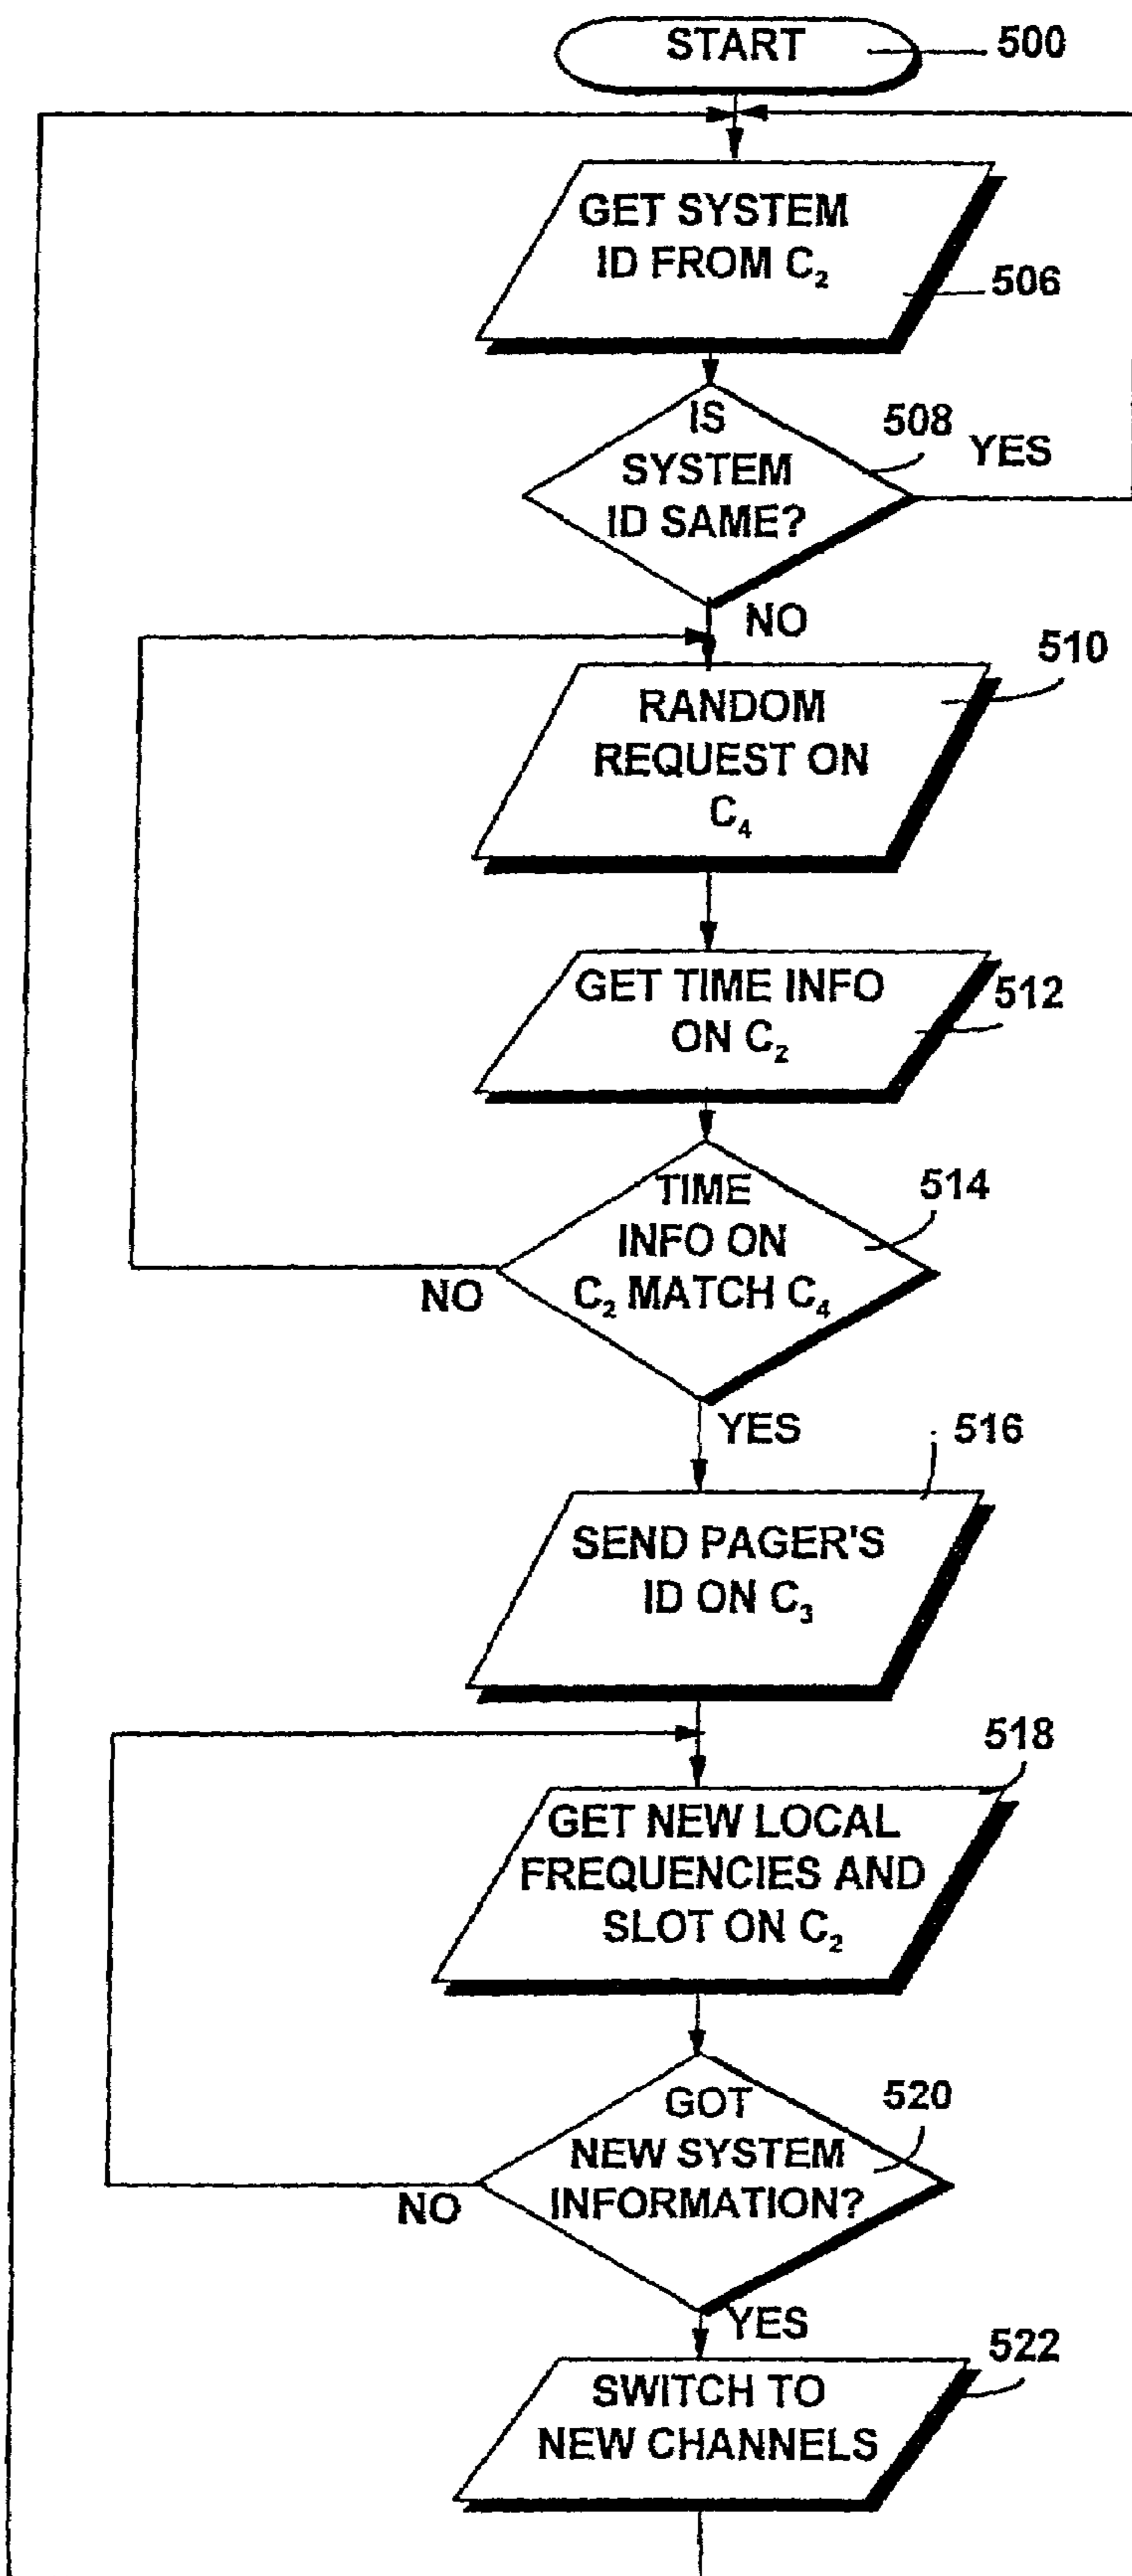 START
500
GET SYSTEM
ID FROM C₂
506
IS
SYSTEM
ID SAME?
508
YES
NO
510
RANDOM
REQUEST ON
C₄
GET TIME INFO
ON C₂
512
TIME
INFO ON
C₂ MATCH C₄
514
NO
YES
516
SEND PAGER'S
ID ON C₃
518
GET NEW LOCAL
FREQUENCIES AND
SLOT ON C₂
GOT
NEW SYSTEM
INFORMATION?
520
NO
YES
522
SWITCH TO
NEW CHANNELS